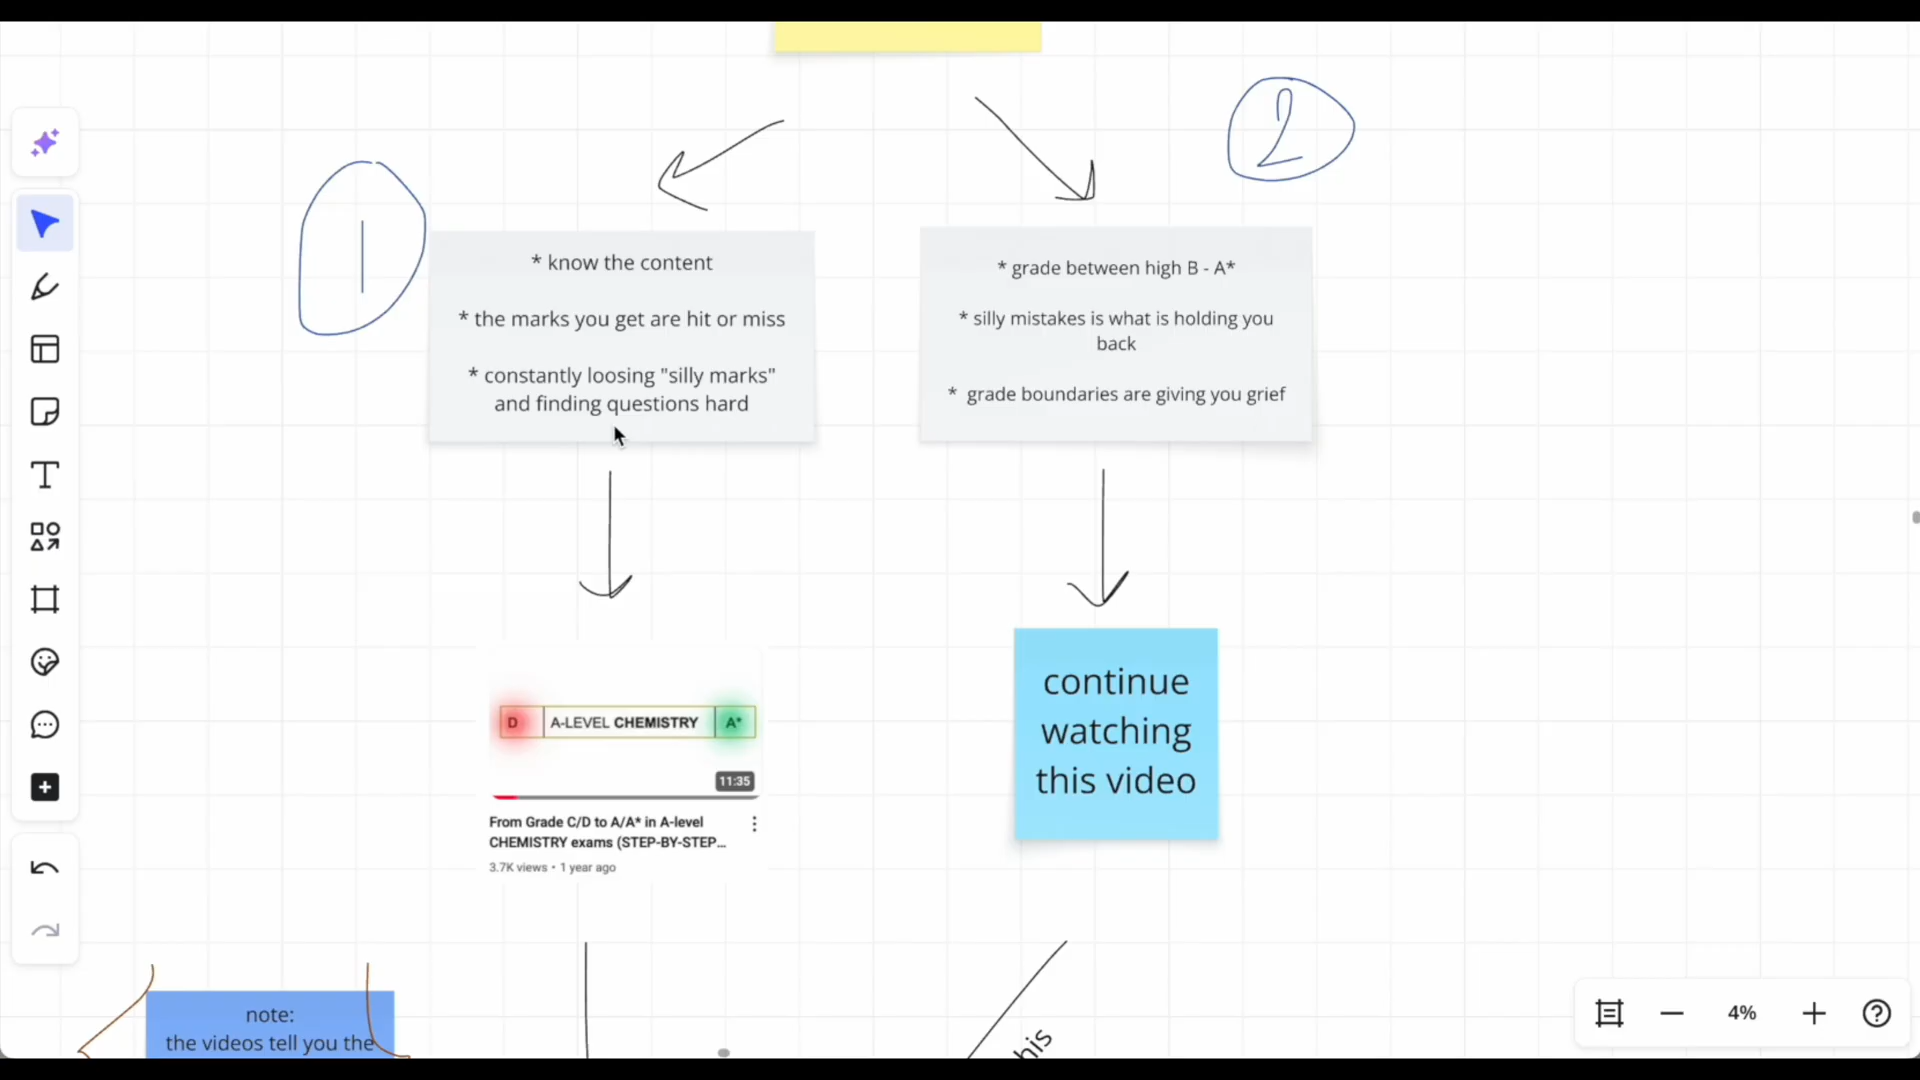 2
1
* know the content
* the marks you get are hit or miss
* constantly loosing "silly marks"
and finding questions hard
* grade between high B - A*
* silly mistakes is what is holding you
back
* grade boundaries are giving you grief
D A-LEVEL CHEMISTRY A*
11:35
From Grade C/D to A/A* in A-level
CHEMISTRY exams (STEP-BY-STEP...
3.7K views • 1 year ago
continue
watching
this video
note:
the videos tell you the
4%